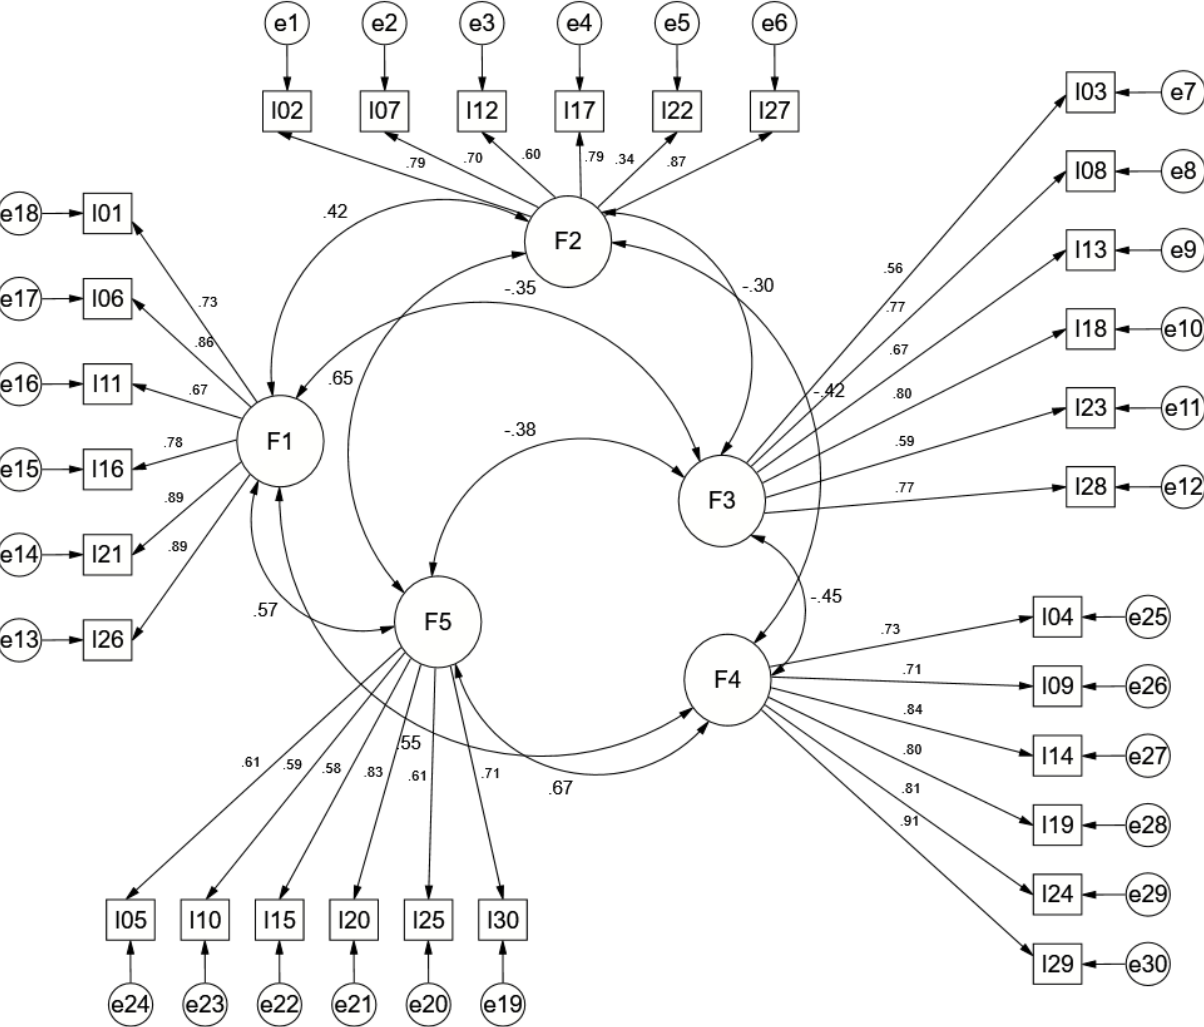 e1 e2 e3 e4 e5 e6
I02 I07 I12 I17 I22 I27
.79 .70 .60 .79 .34 .87
I03 e7
I08 e8
I13 e9
I18 e10
I23 e11
I28 e12
.56
.77
.67
.80
.59
.77
e18 I01
e17 I06
e16 I11
e15 I16
e14 I21
e13 I26
.73
.86
.67
.78
.89
.89
F2
F1
F3
F5
F4
.42
-.35
-.30
.65
-.42
-.38
.57
-.45
.55
.67
I04 e25
I09 e26
I14 e27
I19 e28
I24 e29
I29 e30
.73
.71
.84
.80
.81
.91
.61 .59 .58 .83 .61 .71
I05 I10 I15 I20 I25 I30
e24 e23 e22 e21 e20 e19